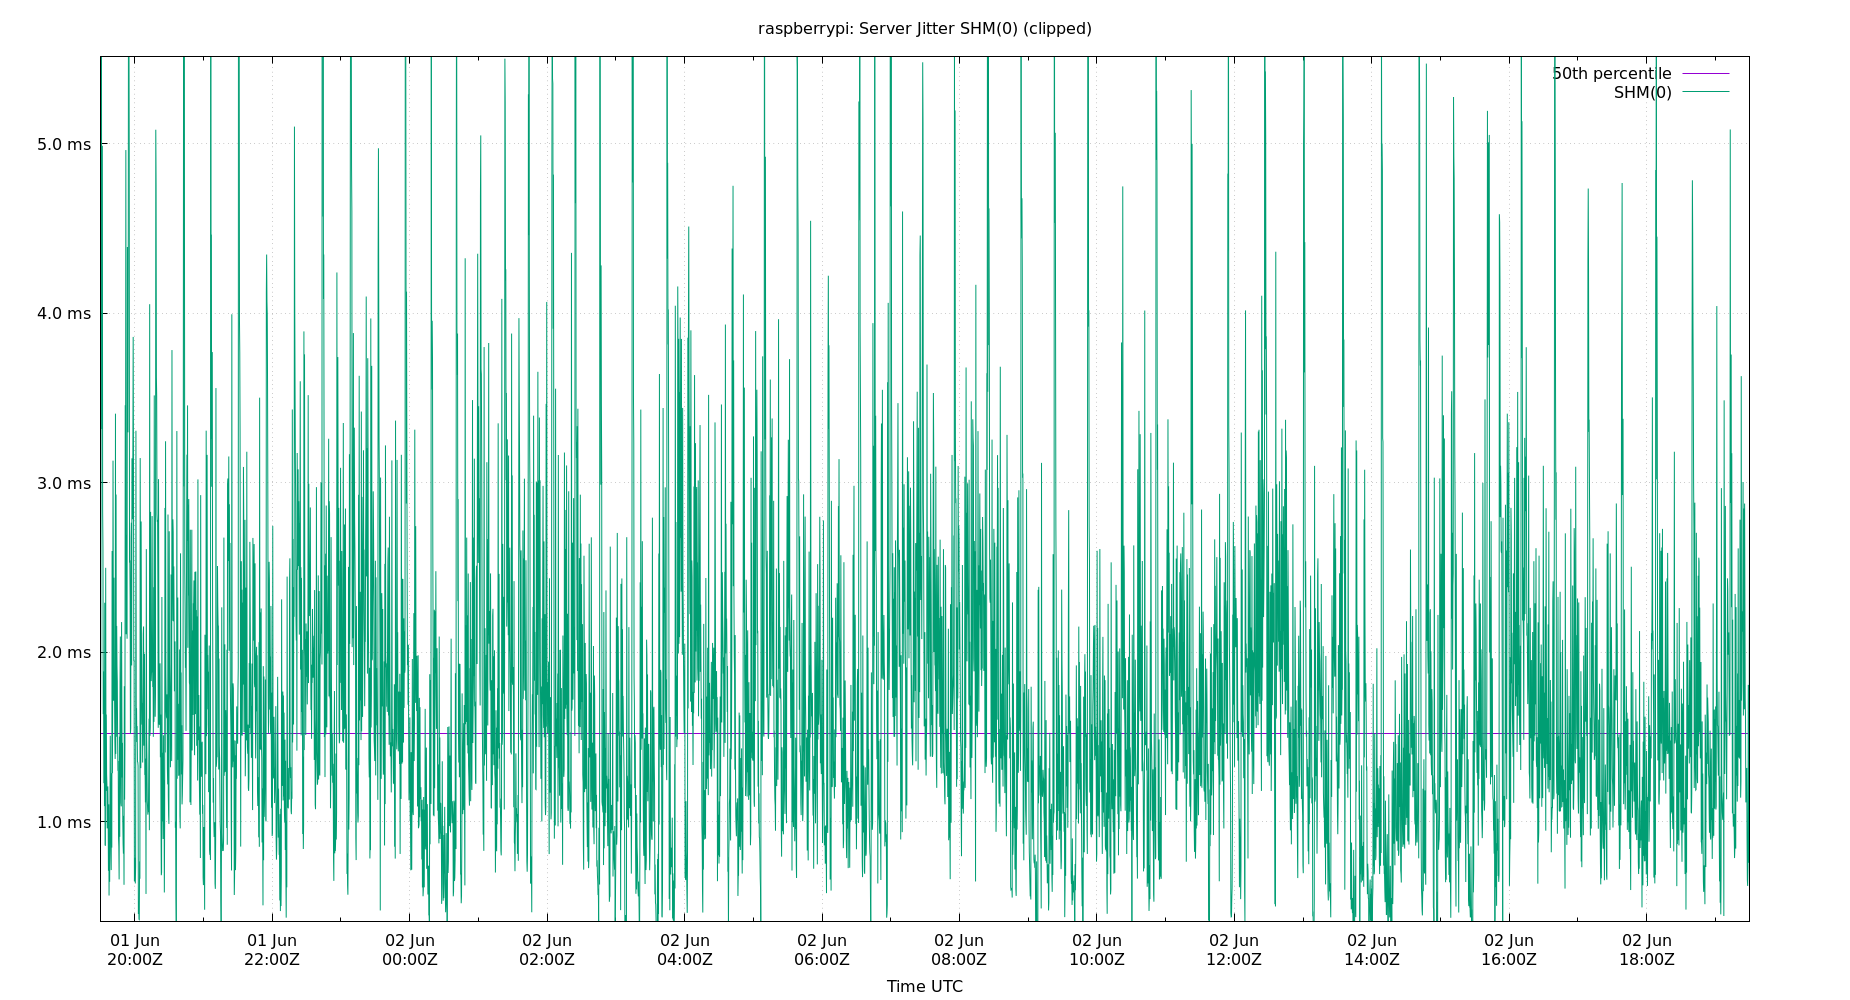 raspberrypi: Server Jitter SHM(0) (clipped)
50th percentile
SHM(0)
5.0 ms
4.0 ms
3.0 ms
2.0 ms
1.0 ms
01 Jun 01 Jun 02 Jun 02 Jun 02 Jun 02 Jun 02 Jun 02 Jun 02 Jun 02 Jun 02 Jun 02 Jun
20:00Z 22:00Z 00:00Z 02:00Z 04:00Z 06:00Z 08:00Z 10:00Z 12:00Z 14:00Z 16:00Z 18:00Z
Time UTC